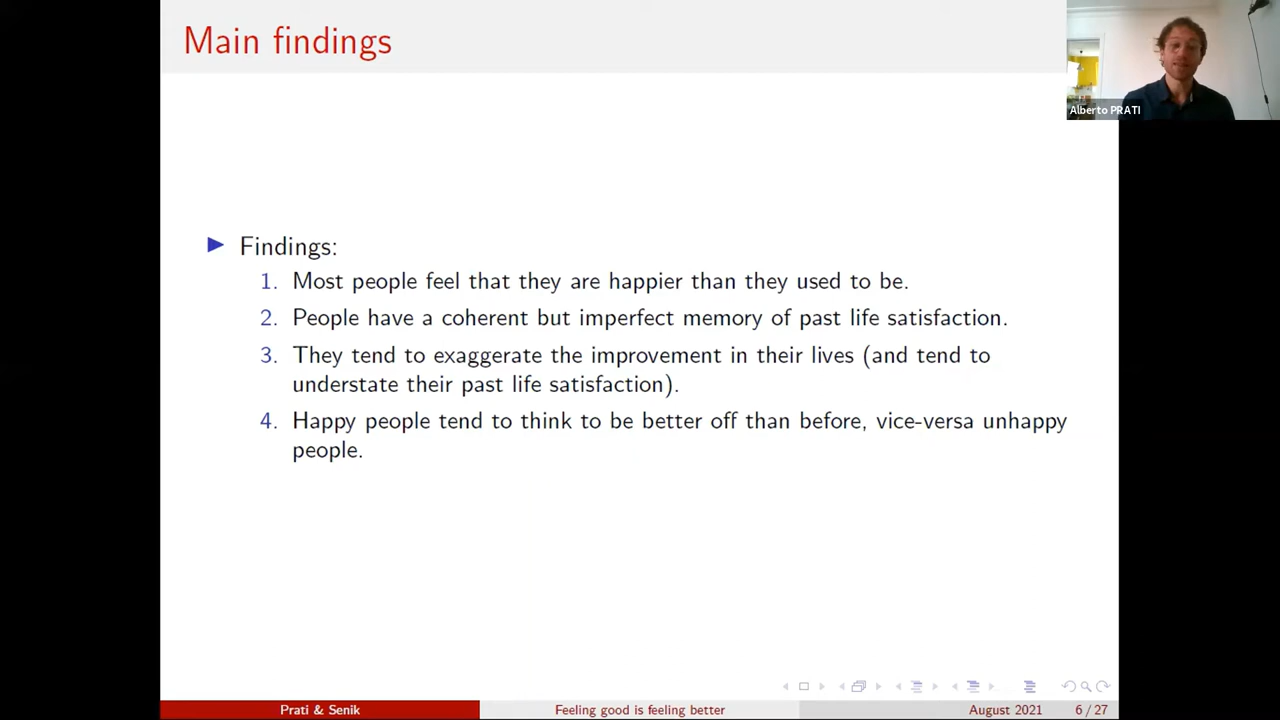 Main findings
Alberto PRATI
Findings:
1. Most people feel that they are happier than they used to be.
2. People have a coherent but imperfect memory of past life satisfaction.
3. They tend to exaggerate the improvement in their lives (and tend to
understate their past life satisfaction).
4. Happy people tend to think to be better off than before, vice-versa unhappy
people.
Prati & Senik
Feeling good is feeling better
August 2021
6 / 27